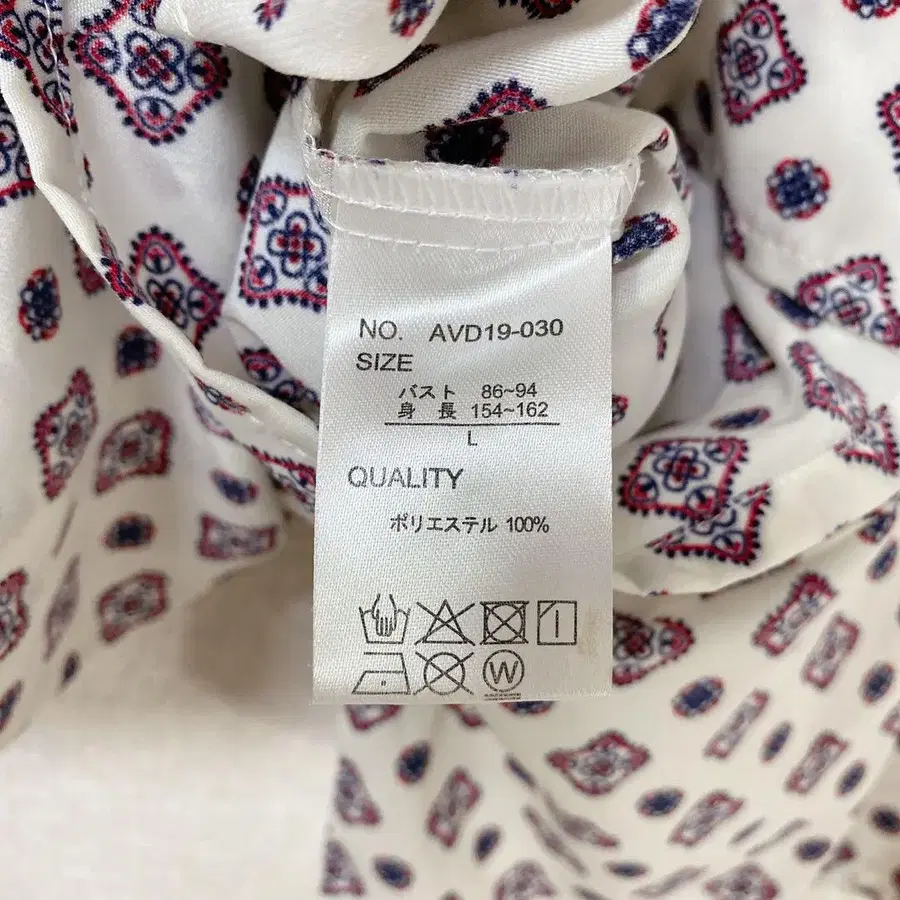 NO. AVD19-030
SIZE
バスト 86~94
身 長 154~162
L
QUALITY
ポリエステル 100%
W